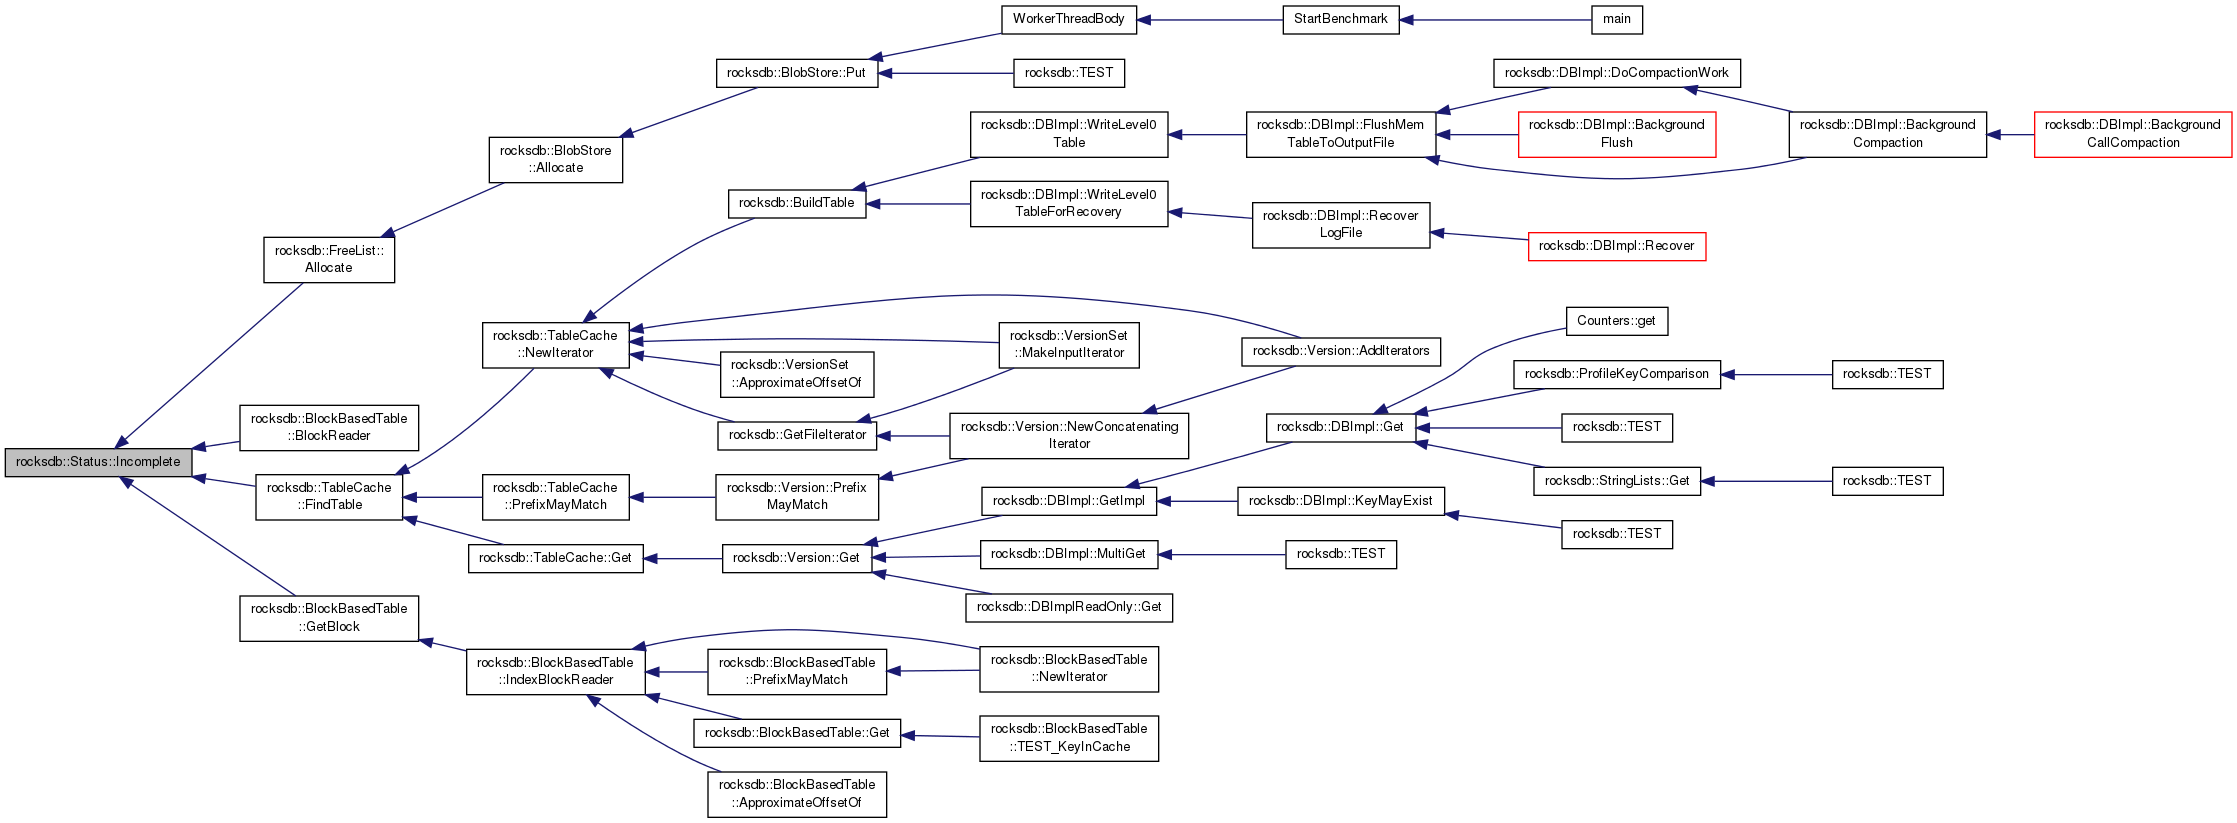 WorkerThreadBody
StartBenchmark
main
rocksdb::BlobStore::Put
rocksdb::TEST
rocksdb::DBImpl::DoCompactionWork
rocksdb::DBImpl::WriteLevel0
Table
rocksdb::DBImpl::FlushMem
TableToOutputFile
rocksdb::DBImpl::Background
Flush
rocksdb::DBImpl::Background
Compaction
rocksdb::DBImpl::Background
CallCompaction
rocksdb::BlobStore
::Allocate
rocksdb::BuildTable
rocksdb::DBImpl::WriteLevel0
TableForRecovery
rocksdb::DBImpl::Recover
LogFile
rocksdb::DBImpl::Recover
rocksdb::FreeList::
Allocate
rocksdb::TableCache
::NewIterator
rocksdb::VersionSet
::MakeInputIterator
rocksdb::VersionSet
::ApproximateOffsetOf
rocksdb::Version::AddIterators
Counters::get
rocksdb::ProfileKeyComparison
rocksdb::TEST
rocksdb::BlockBasedTable
::BlockReader
rocksdb::GetFileIterator
rocksdb::Version::NewConcatenating
Iterator
rocksdb::DBImpl::Get
rocksdb::TEST
rocksdb::Status::Incomplete
rocksdb::TableCache
::FindTable
rocksdb::TableCache
::PrefixMayMatch
rocksdb::Version::Prefix
MayMatch
rocksdb::DBImpl::GetImpl
rocksdb::DBImpl::KeyMayExist
rocksdb::StringLists::Get
rocksdb::TEST
rocksdb::TEST
rocksdb::TableCache::Get
rocksdb::Version::Get
rocksdb::DBImpl::MultiGet
rocksdb::TEST
rocksdb::DBImplReadOnly::Get
rocksdb::BlockBasedTable
::GetBlock
rocksdb::BlockBasedTable
::IndexBlockReader
rocksdb::BlockBasedTable
::PrefixMayMatch
rocksdb::BlockBasedTable
::NewIterator
rocksdb::BlockBasedTable::Get
rocksdb::BlockBasedTable
::TEST_KeyInCache
rocksdb::BlockBasedTable
::ApproximateOffsetOf